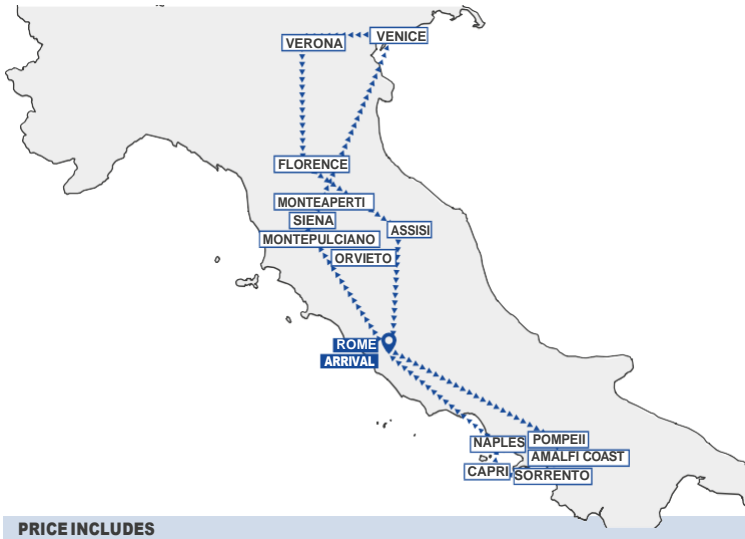 VERONA
VENICE
FLORENCE
MONTEAPERTI
SIENA
ASSISI
MONTEPULCIANO
ORVIETO
ROME
ARRIVAL
NAPLES
POMPEII
AMALFI COAST
CAPRI
SORRENTO
PRICE INCLUDES